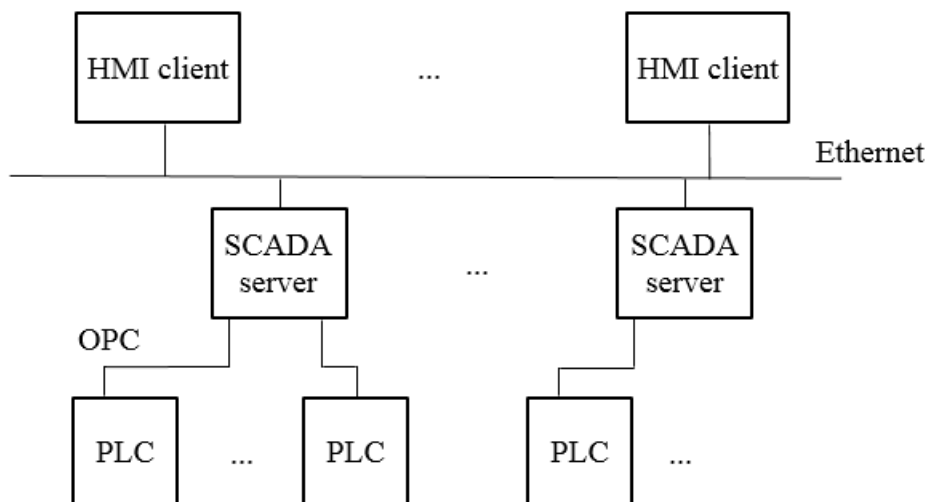 HMI client
...
HMI client
Ethernet
SCADA
server
...
SCADA
server
OPC
PLC
...
PLC
PLC
...